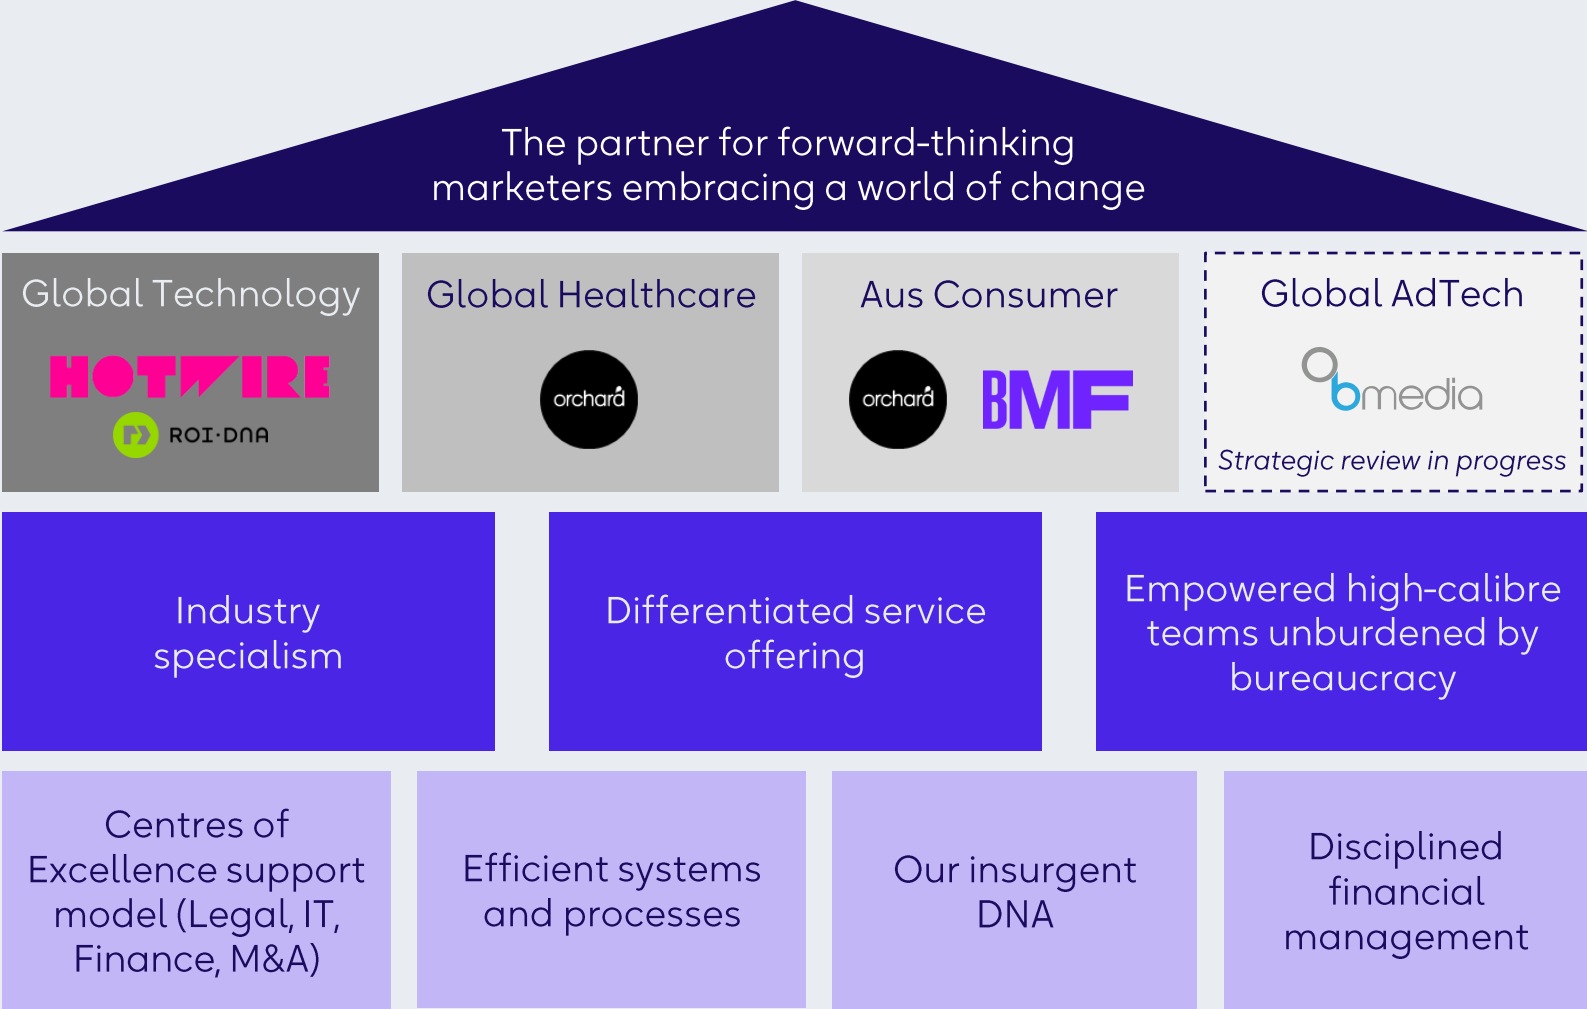 The partner for forward-thinking
marketers embracing a world of change
Global Technology
HOTWIRE
ROI·DNA
Global Healthcare
orchard
Aus Consumer
orchard
BMF
Global AdTech
Obmedia
Strategic review in progress
Industry
specialism
Differentiated service
offering
Empowered high-calibre
teams unburdened by
bureaucracy
Centres of
Excellence support
model (Legal, IT,
Finance, M&A)
Efficient systems
and processes
Our insurgent
DNA
Disciplined
financial
management